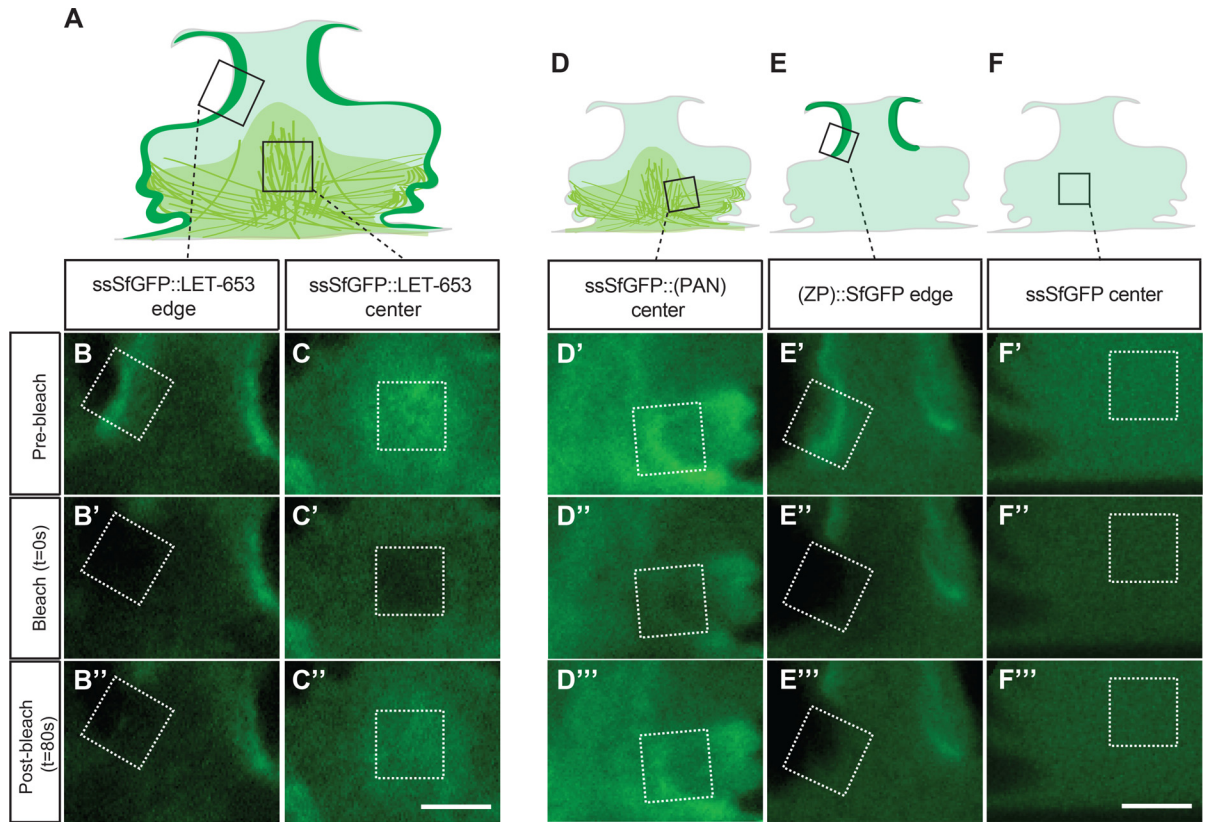 A
D
E
F
ssSfGFP::LET-653
edge
ssSfGFP::LET-653
center
ssSfGFP::(PAN)
center
(ZP)::SfGFP edge
ssSfGFP center
Pre-bleach
B
C
D’
E’
F’
Bleach (t=0s)
B’
C’
D’’
E’’
F’’
Post-bleach
(t=80s)
B’’
C’’
D’’’
E’’’
F’’’